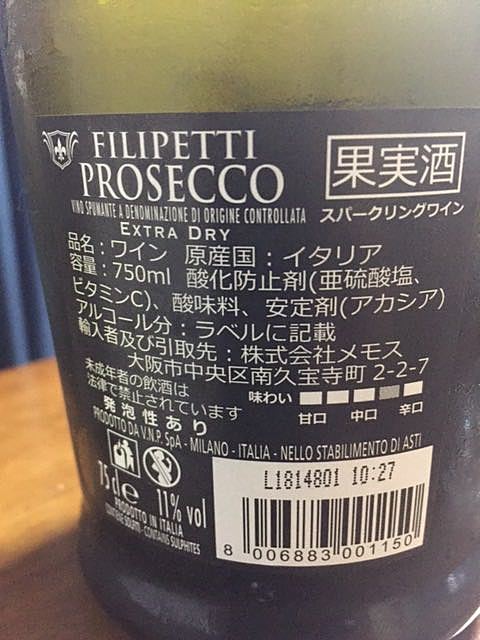 FILIPETTI
PROSECCO
果実酒
VINO SPUMANTE A DENOMINAZIONE DI ORIGINE CONTROLLATA
スパークリングワイン
EXTRA DRY
品名：ワイン 原産国：イタリア
容量：750ml 酸化防止剤(亜硫酸塩、
ビタミンC)、酸味料、安定剤(アカシア)
アルコール分：ラベルに記載
輸入者及び引取先：株式会社メモス
大阪市中央区南久宝寺町 2-2-7
未成年者の飲酒は
法律で禁止されています
味わい
甘口 中口 辛口
発泡性あり
PRODOTTO DA V.N.P. SpA - MILANO - ITALIA - NELLO STABILIMENTO DI ASTI
L1814801 10:27
75 cl e 11% vol
PRODOTTO IN ITALIA
CONTIENE SOLFITI - CONTAINS SULPHITES
8 006883 001150